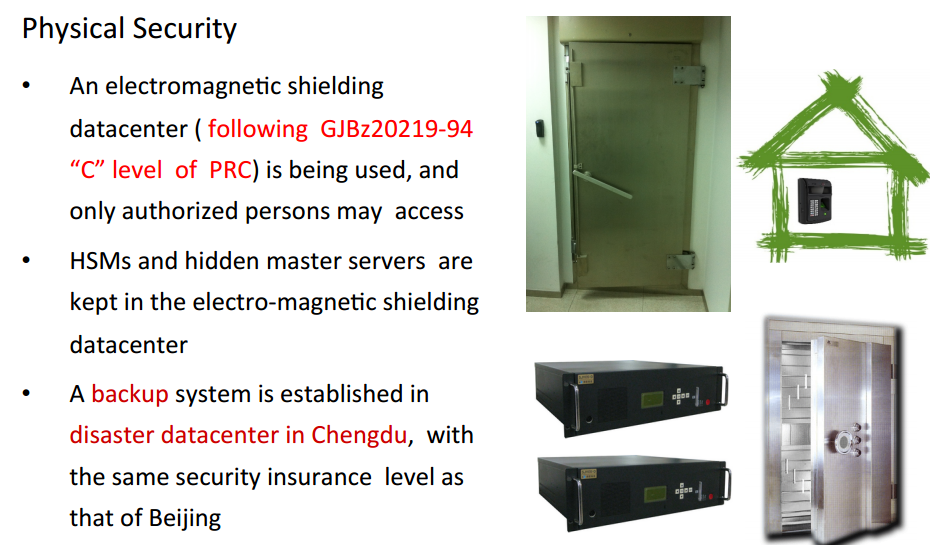 Physical Security
• An electromagnetic shielding
datacenter ( following GJBz20219-94
“C” level of PRC) is being used, and
only authorized persons may access
• HSMs and hidden master servers are
kept in the electro-magnetic shielding
datacenter
• A backup system is established in
disaster datacenter in Chengdu, with
the same security insurance level as
that of Beijing